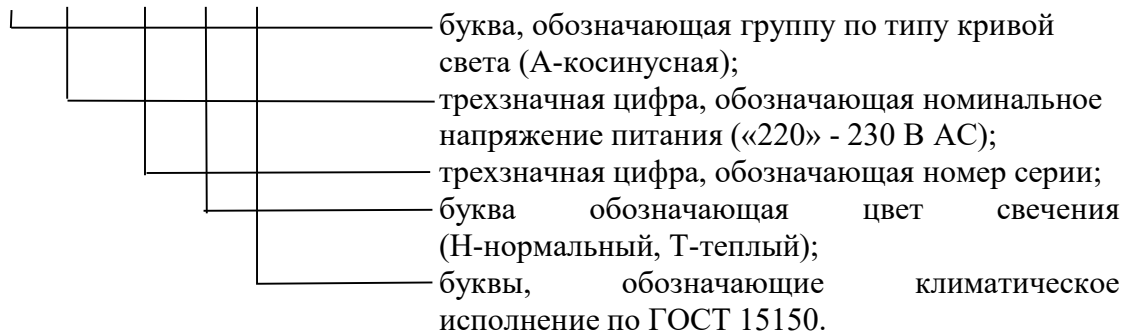 буква, обозначающая группу по типу кривой
света (А-косинусная);
трехзначная цифра, обозначающая номинальное
напряжение питания («220» - 230 В АС);
трехзначная цифра, обозначающая номер серии;
буква обозначающая цвет свечения
(Н-нормальный, Т-теплый);
буквы, обозначающие климатическое
исполнение по ГОСТ 15150.